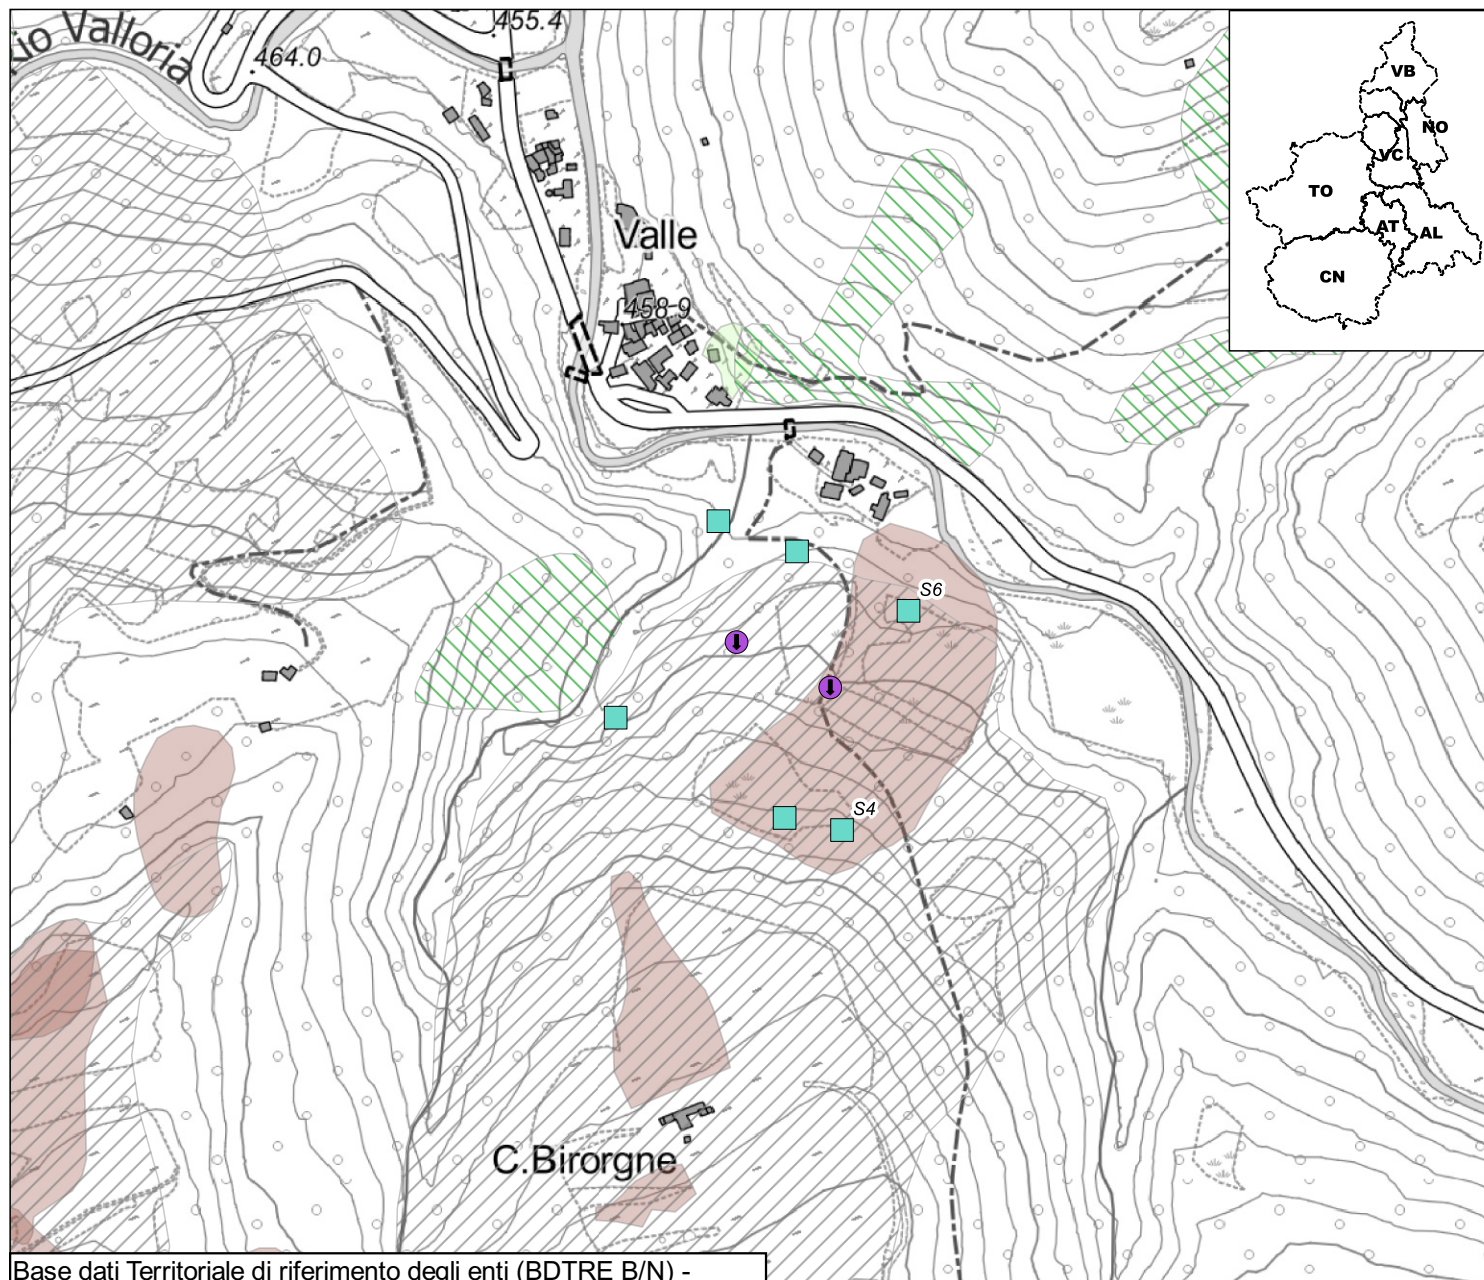 455.4
Rio Valloria
464.0
VB
NO
VC
TO
AT
AL
CN
Valle
458.9
S6
S4
C.Birorgne
Base dati Territoriale di riferimento degli enti (BDTRE B/N) -